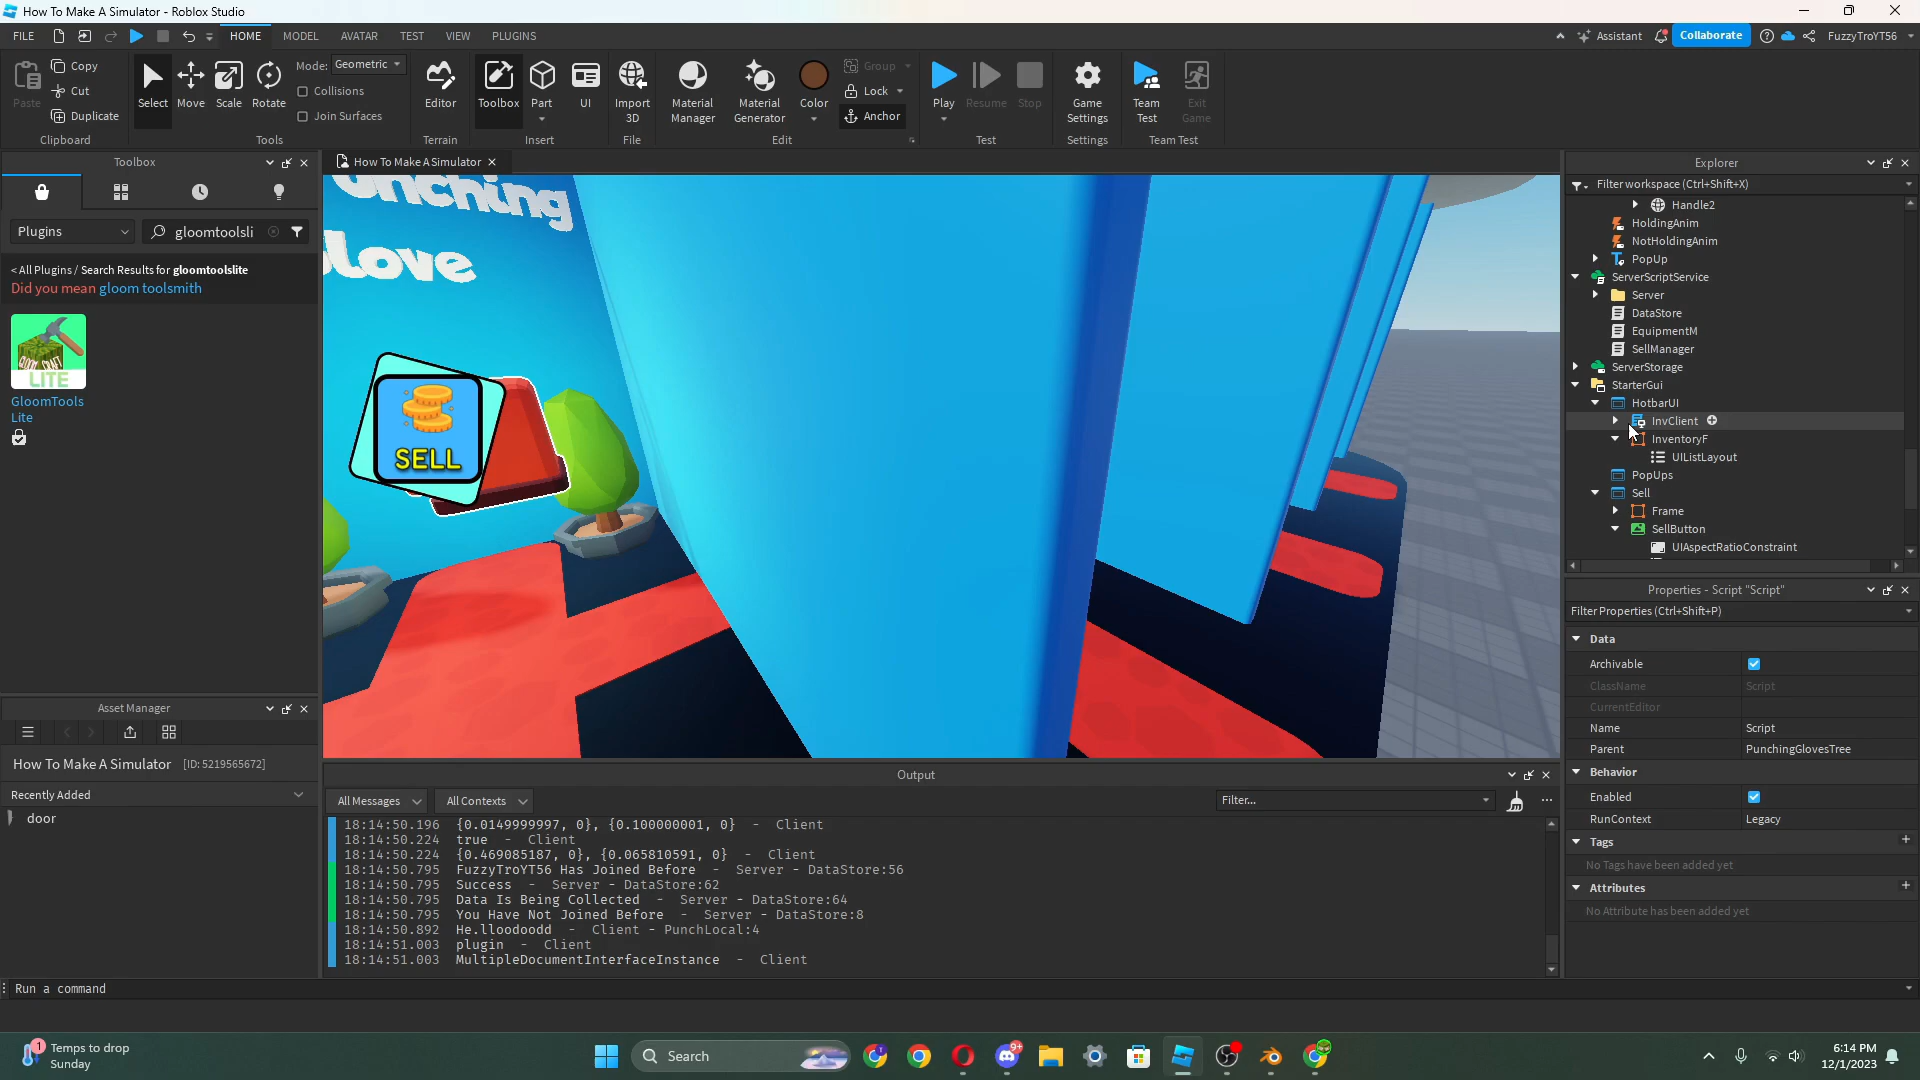 How To Make A Simulator - Roblox Studio
FILE
HOME
MODEL
AVATAR
TEST
VIEW
PLUGINS
Assistant
Collaborate
FuzzyTroYT56
Paste
Copy
Cut
Duplicate
Clipboard
Select
Move
Scale
Rotate
Mode: Geometric
Collisions
Join Surfaces
Tools
Editor
Terrain
Toolbox
Part
UI
Insert
Import
3D
File
Material
Manager
Material
Generator
Color
Group
Lock
Anchor
Edit
Play
Resume
Stop
Test
Game
Settings
Settings
Team
Test
Exit
Game
Team Test
Toolbox
Plugins
gloomtoolsli
< All Plugins / Search Results for gloomtoolslite
Did you mean gloom toolsmith
GLOOM CRAFT
LITE
GloomTools
Lite
Asset Manager
How To Make A Simulator [ID: 5219565672]
Recently Added
door
How To Make A Simulator
unching
love
SELL
Output
All Messages
All Contexts
Filter...
18:14:50.196 {0.0149999997, 0}, {0.100000001, 0} - Client
18:14:50.224 true - Client
18:14:50.224 {0.469085187, 0}, {0.065810591, 0} - Client
18:14:50.795 FuzzyTroYT56 Has Joined Before - Server - DataStore:56
18:14:50.795 Success - Server - DataStore:62
18:14:50.795 Data Is Being Collected - Server - DataStore:64
18:14:50.795 You Have Not Joined Before - Server - DataStore:8
18:14:50.892 He.lloodoodd - Client - PunchLocal:4
18:14:51.003 plugin - Client
18:14:51.003 MultipleDocumentInterfaceInstance - Client
Explorer
Filter workspace (Ctrl+Shift+X)
Handle2
HoldingAnim
NotHoldingAnim
PopUp
ServerScriptService
Server
DataStore
EquipmentM
SellManager
ServerStorage
StarterGui
HotbarUI
InvClient
InventoryF
UIListLayout
PopUps
Sell
Frame
SellButton
UIAspectRatioConstraint
Properties - Script "Script"
Filter Properties (Ctrl+Shift+P)
Data
Archivable
ClassName Script
CurrentEditor
Name Script
Parent PunchingGlovesTree
Behavior
Enabled
RunContext Legacy
Tags
No Tags have been added yet
Attributes
No Attribute has been added yet
Run a command
1
Temps to drop
Sunday
Search
9+
6:14 PM
12/1/2023